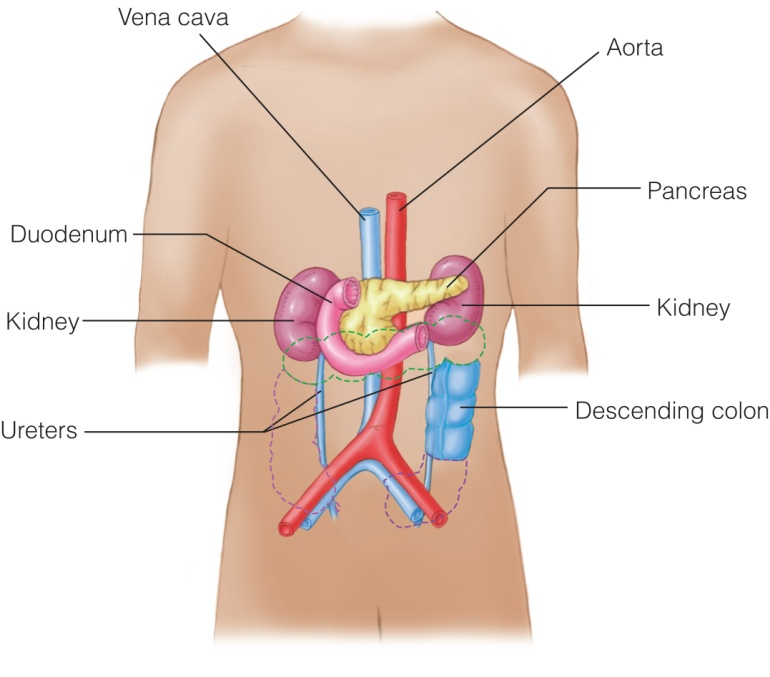 Vena cava
Aorta
Pancreas
Duodenum
Kidney
Kidney
Descending colon
Ureters